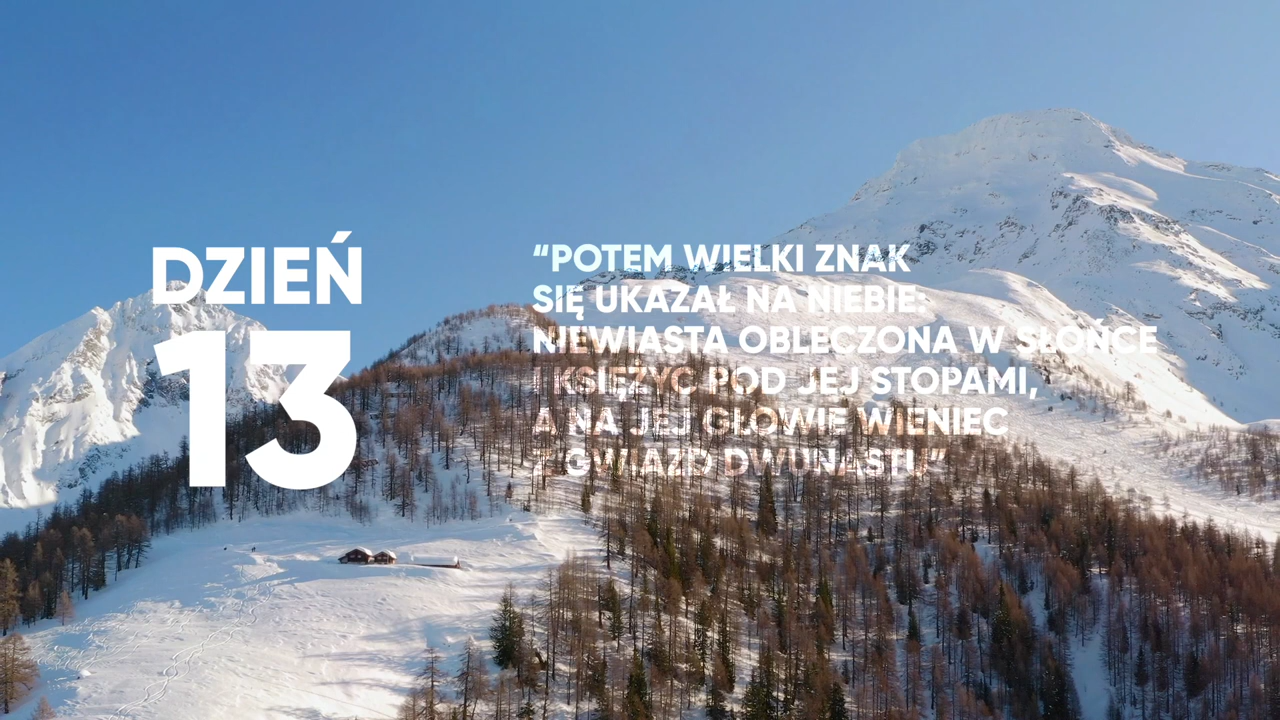 DZIEŃ
13
“POTEM WIELKI ZNAK
SIĘ UKAZAŁ NA NIEBIE:
NIEWIASTA OBLECZONA W SŁOŃCE
I KSIĘŻYC POD JEJ STOPAMI,
A NA JEJ GŁOWIE WIENIEC
Z GWIAZD DWUNASTU”